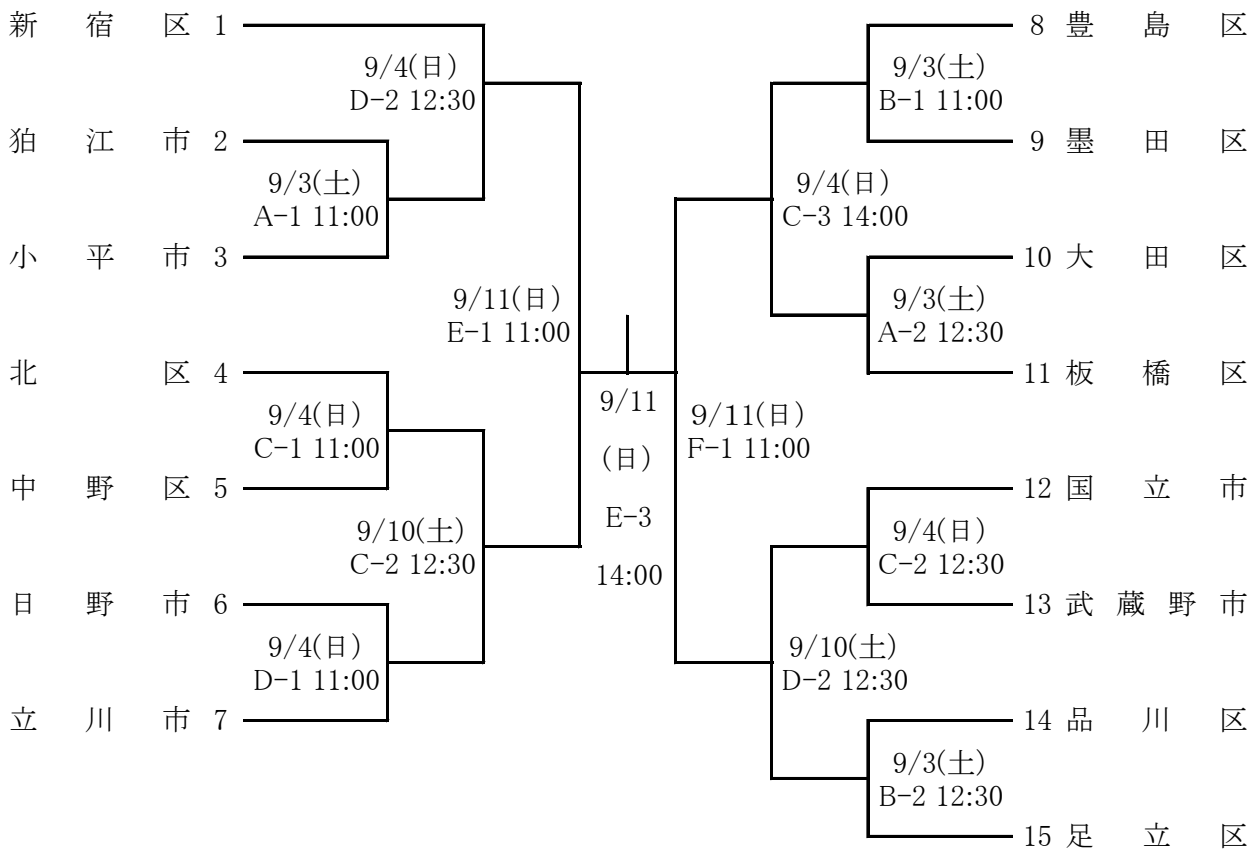 新宿区 1
9/4(日)
D-2 12:30
狛江市 2
9/3(土)
A-1 11:00
小平市 3
9/11(日)
E-1 11:00
北区 4
9/4(日)
C-1 11:00
中野区 5
9/10(土)
C-2 12:30
日野市 6
9/4(日)
D-1 11:00
立川市 7
9/11
(日)
E-3
14:00
8 豊島区
9/3(土)
B-1 11:00
9 墨田区
9/4(日)
C-3 14:00
10 大田区
9/3(土)
A-2 12:30
11 板橋区
9/11(日)
F-1 11:00
12 国立市
9/4(日)
C-2 12:30
13 武蔵野市
9/10(土)
D-2 12:30
14 品川区
9/3(土)
B-2 12:30
15 足立区